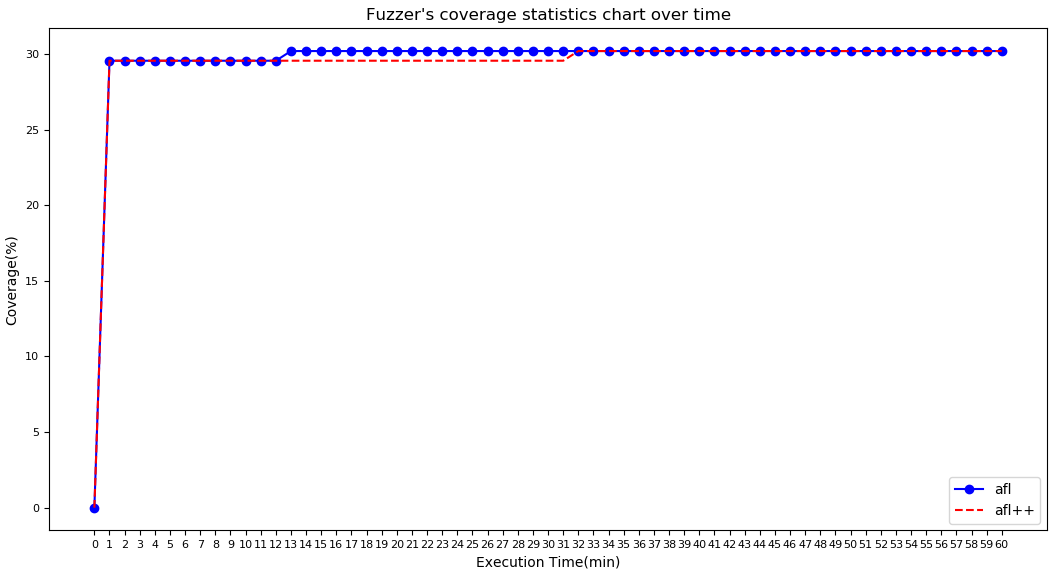 Fuzzer's coverage statistics chart over time
Coverage(%)
30
25
20
15
10
5
0
0 1 2 3 4 5 6 7 8 9 10 11 12 13 14 15 16 17 18 19 20 21 22 23 24 25 26 27 28 29 30 31 32 33 34 35 36 37 38 39 40 41 42 43 44 45 46 47 48 49 50 51 52 53 54 55 56 57 58 59 60
Execution Time(min)
afl
afl++